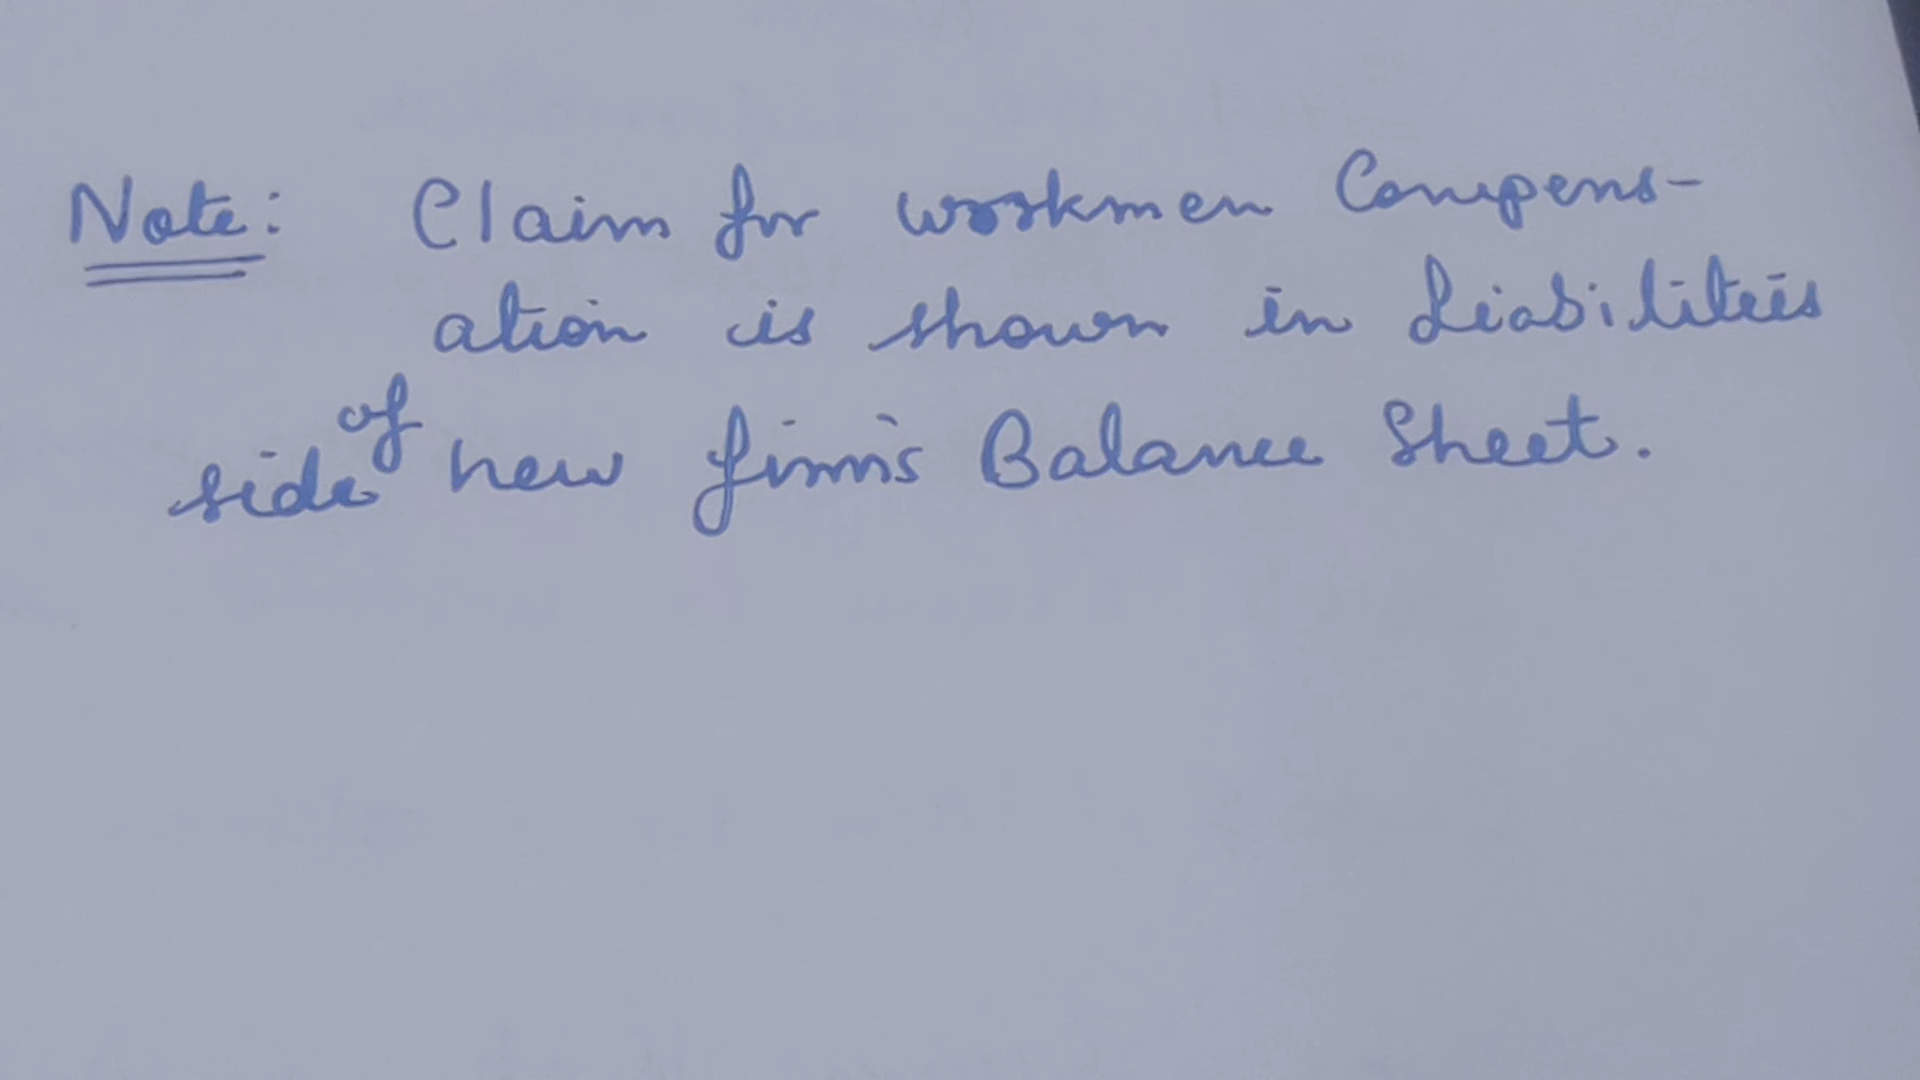 Note: Claim for workmen Compens-
ation is shown in Liabilities
side of new firm's Balance Sheet.